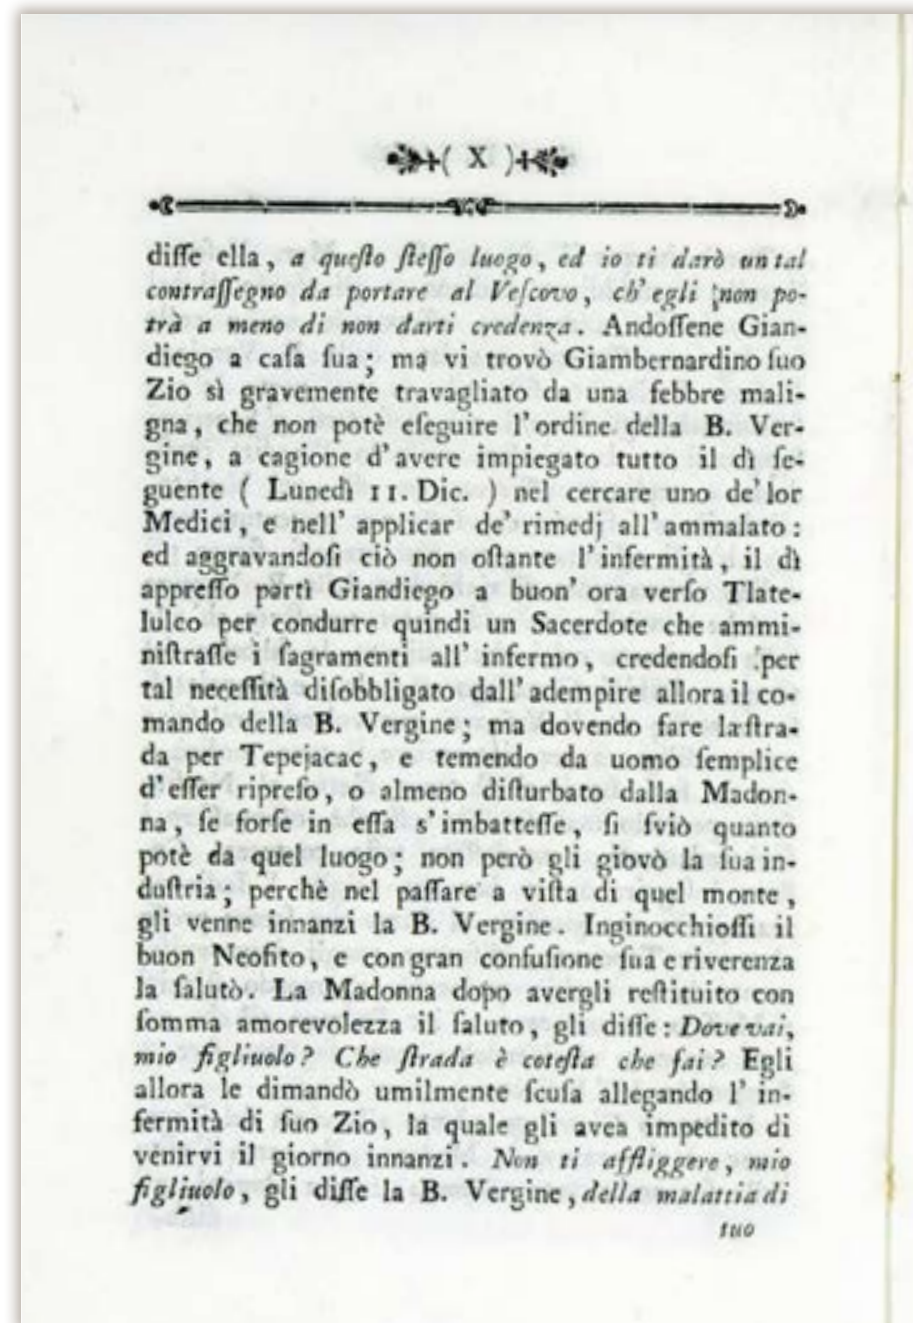 ( X )
disse ella, a questo stesso luogo, ed io ti darò un tal
contrassegno da portare al Vescovo, ch' egli non po-
trà a meno di non darti credenza. Andossene Gian-
diego a casa sua; ma vi trovò Giambernardino suo
Zio sì gravemente travagliato da una febbre mali-
gna, che non potè eseguire l'ordine della B. Ver-
gine, a cagione d'avere impiegato tutto il dì se-
guente ( Lunedì 11. Dic. ) nel cercare uno de' lor
Medici, e nell' applicar de' rimedj all' ammalato:
ed aggravandosi ciò non ostante l'infermità, il dì
appresso partì Giandiego a buon' ora verso Tlate-
lulco per condurre quindi un Sacerdote che ammi-
nistrasse i sagramenti all' infermo, credendosi per
tal necessità disobbligato dall' adempire allora il co-
mando della B. Vergine; ma dovendo fare la stra-
da per Tepejacac, e temendo da uomo semplice
d'esser ripreso, o almeno disturbato dalla Madon-
na, se forse in essa s'imbattesse, si sviò quanto
potè da quel luogo; non però gli giovò la sua in-
dustria; perchè nel passare a vista di quel monte,
gli venne innanzi la B. Vergine. Inginocchiossi il
buon Neofito, e con gran confusione sua e riverenza
la salutò. La Madonna dopo avergli restituito con
somma amorevolezza il saluto, gli disse: Dove vai,
mio figliuolo? Che strada è cotesta che fai? Egli
allora le dimandò umilmente scusa allegando l' in-
fermità di suo Zio, la quale gli avea impedito di
venirvi il giorno innanzi. Non ti affliggere, mio
figliuolo, gli disse la B. Vergine, della malattia di
tuo